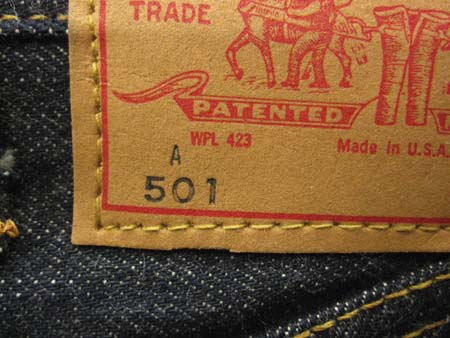 TRADE
PATENTED
WPL 423
Made in U.S.A.
A
501